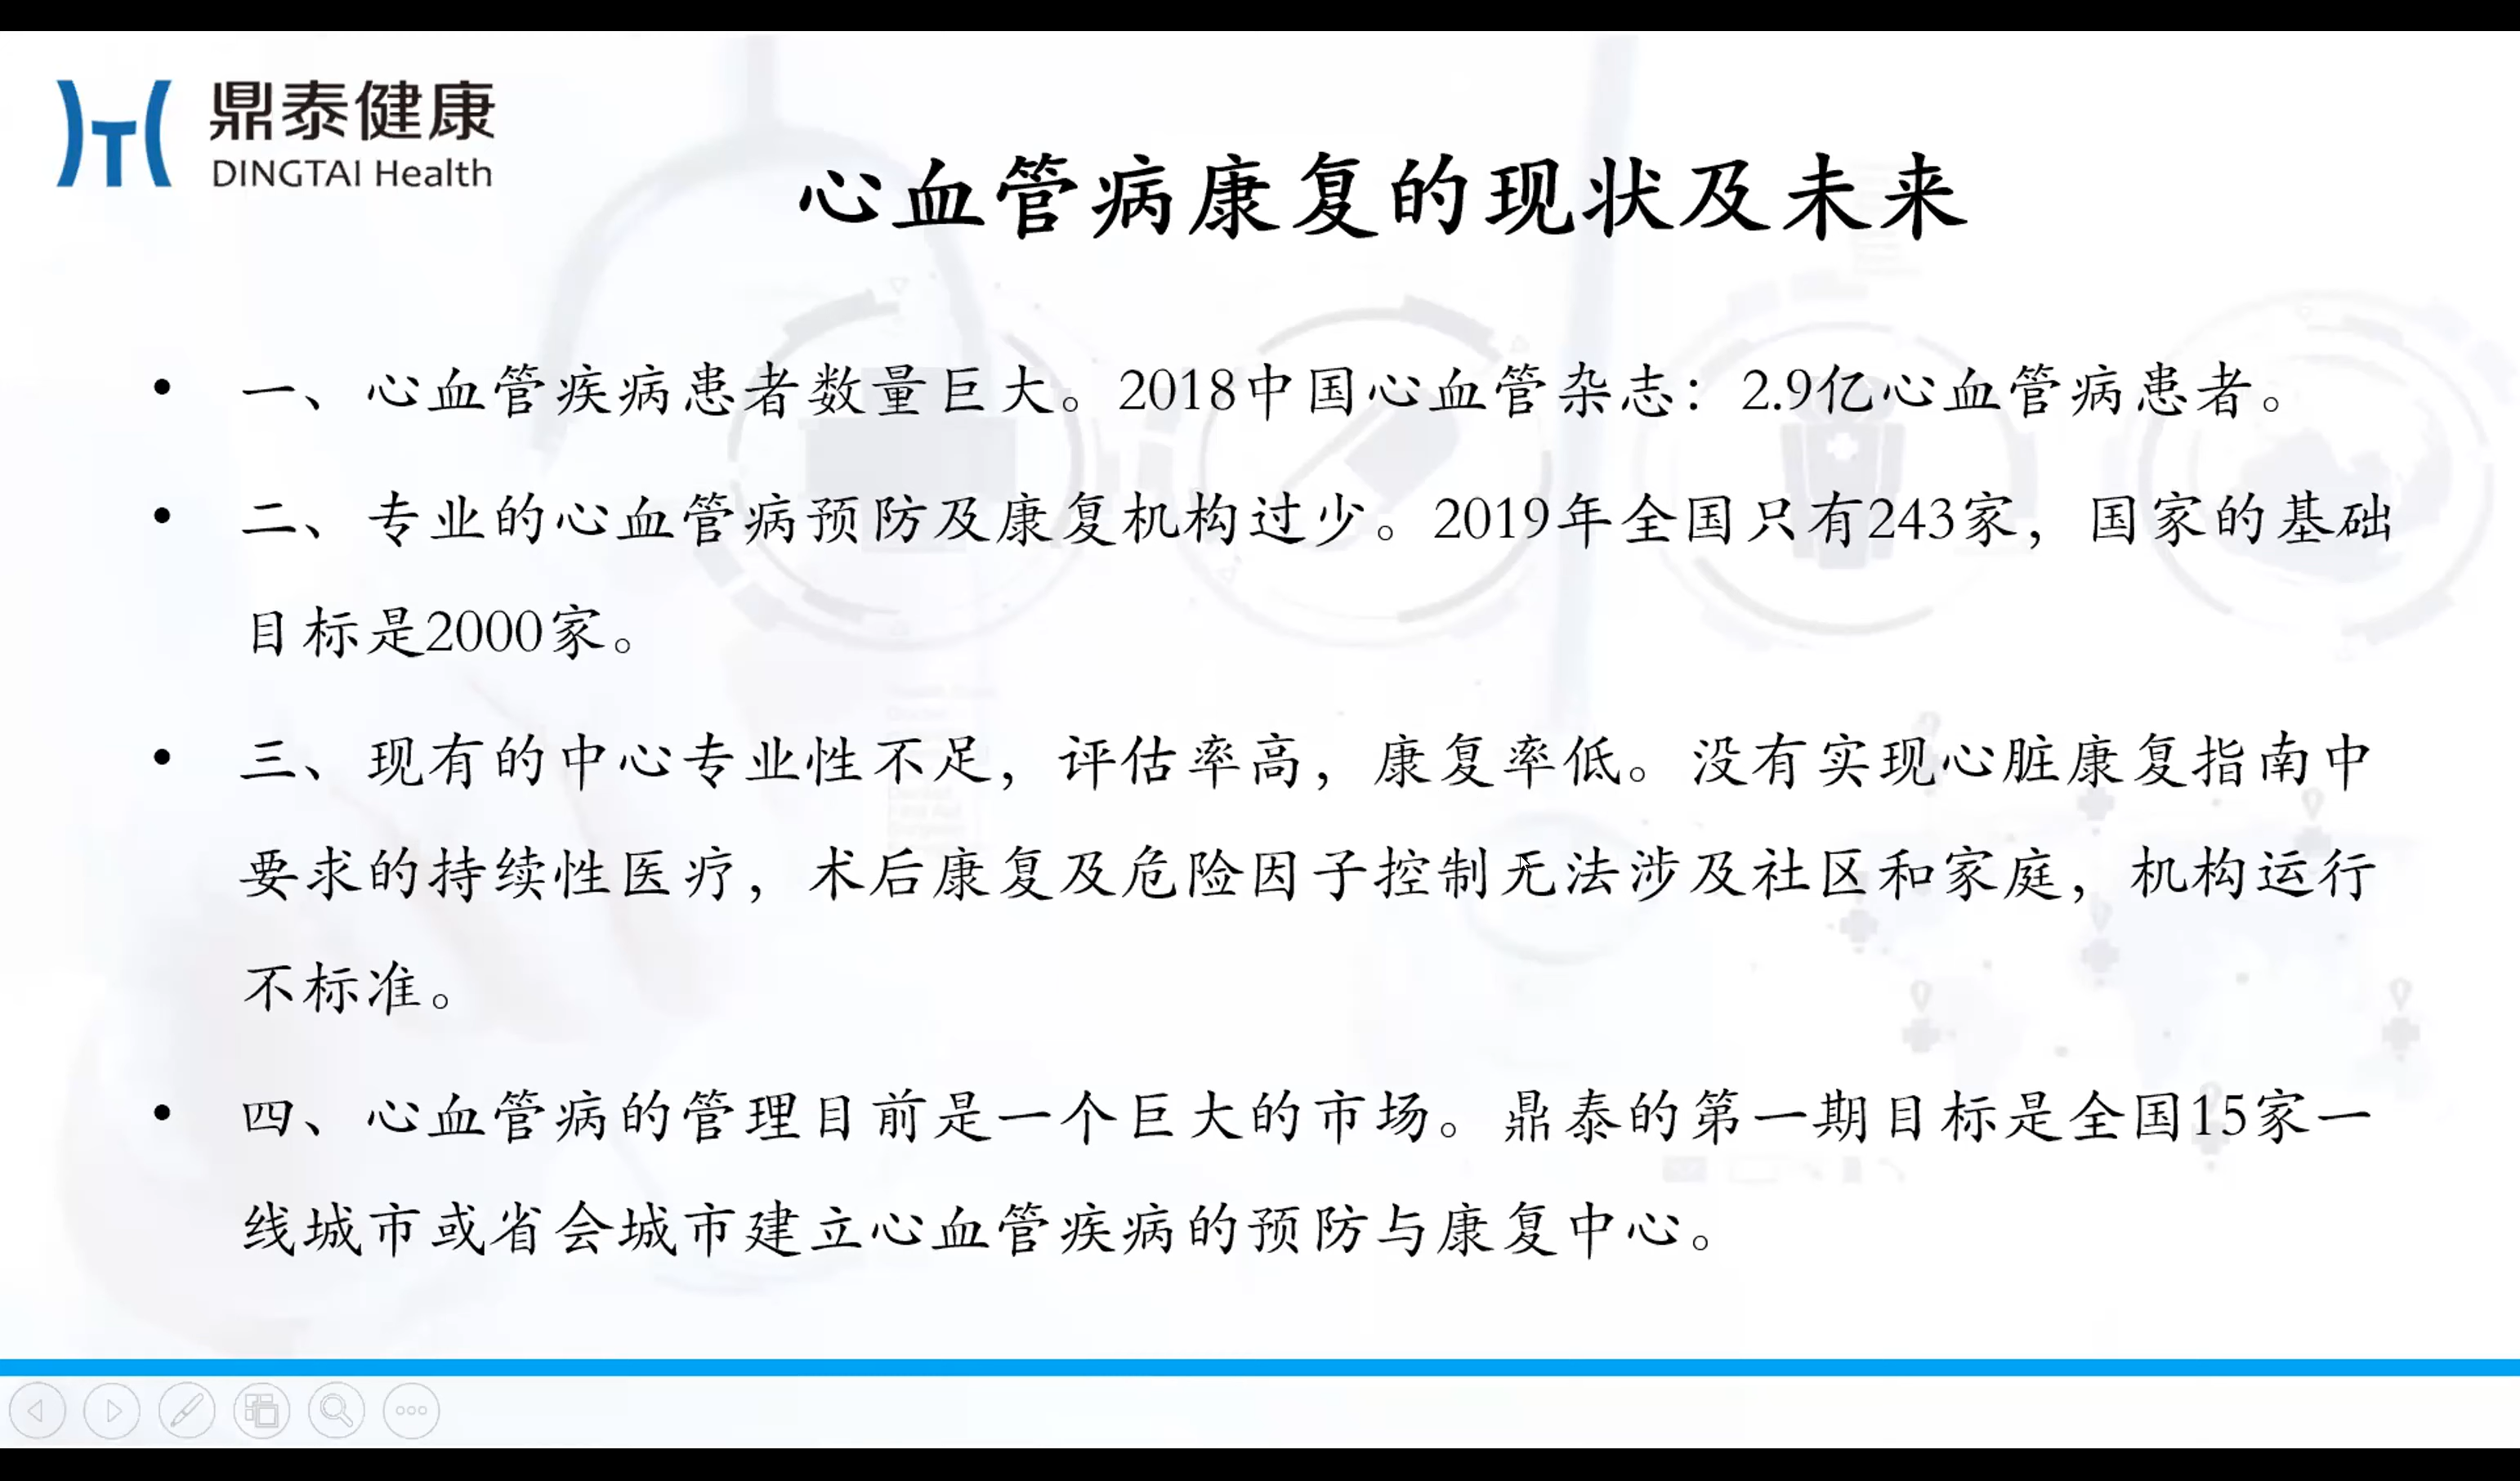 鼎泰健康
DINGTAI Health
心血管病康复的现状及未来
• 一、心血管疾病患者数量巨大。2018中国心血管杂志：2.9亿心血管病患者。
• 二、专业的心血管病预防及康复机构过少。2019年全国只有243家，国家的基础
目标是2000家。
• 三、现有的中心专业性不足，评估率高，康复率低。没有实现心脏康复指南中
要求的持续性医疗，术后康复及危险因子控制无法涉及社区和家庭，机构运行
不标准。
• 四、心血管病的管理目前是一个巨大的市场。鼎泰的第一期目标是全国15家一
线城市或省会城市建立心血管疾病的预防与康复中心。